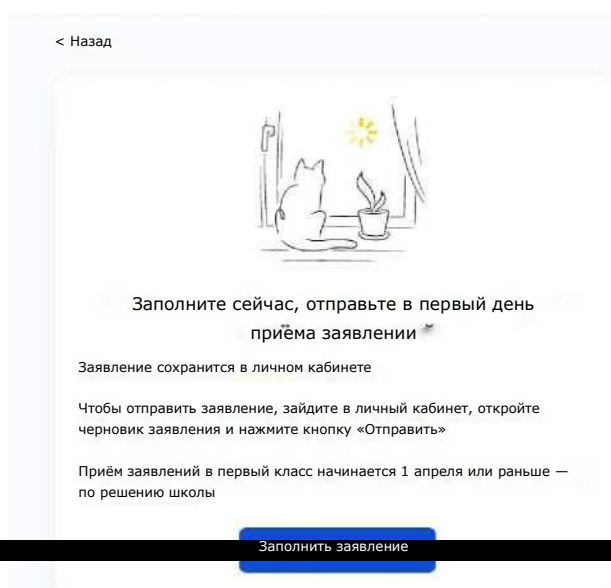 < Назад
Заполните сейчас, отправьте в первый день
приёма заявлении
Заявление сохранится в личном кабинете
Чтобы отправить заявление, зайдите в личный кабинет, откройте
черновик заявления и нажмите кнопку «Отправить»
Приём заявлений в первый класс начинается 1 апреля или раньше —
по решению школы
Заполнить заявление